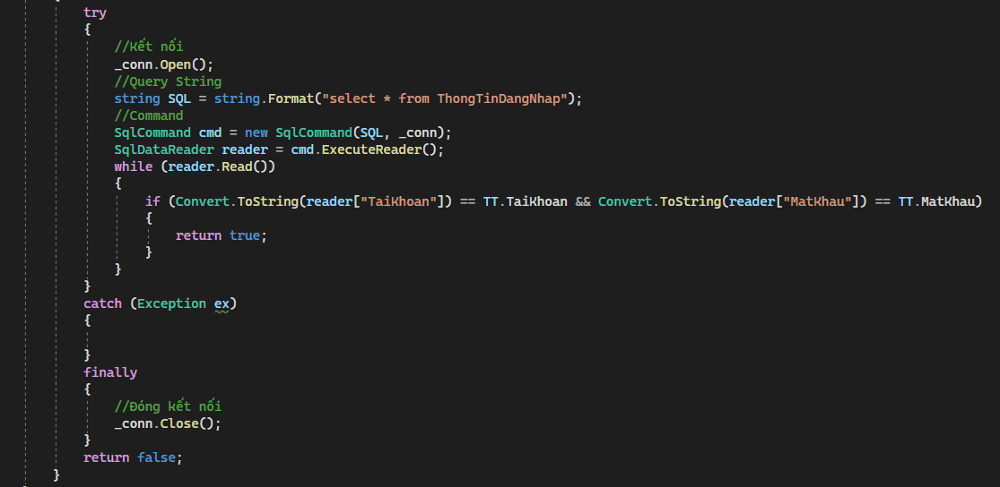 try
{
//Kết nối
_conn.Open();
//Query String
string SQL = string.Format("select * from ThongTinDangNhap");
//Command
SqlCommand cmd = new SqlCommand(SQL, _conn);
SqlDataReader reader = cmd.ExecuteReader();
while (reader.Read())
{
if (Convert.ToString(reader["TaiKhoan"]) == TT.TaiKhoan && Convert.ToString(reader["MatKhau"]) == TT.MatKhau)
{
return true;
}
}
}
catch (Exception ex)
{
}
finally
{
//Đóng kết nối
_conn.Close();
}
return false;
}